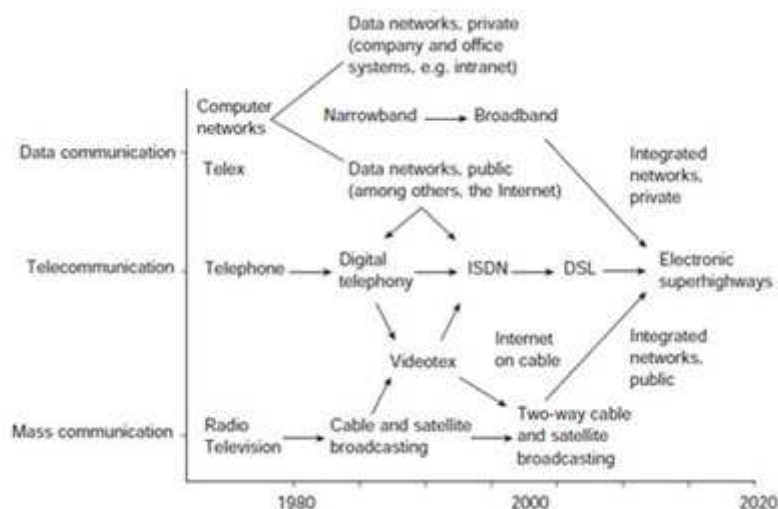 Data networks, private
(company and office
systems, e.g. intranet)
Computer
networks
Narrowband
Broadband
Data communication
Telex
Data networks, public
(among others, the Internet)
Integrated
networks,
private
Telecommunication
Telephone
Digital
telephony
ISDN
DSL
Electronic
superhighways
Videotex
Internet
on cable
Integrated
networks,
public
Mass communication
Radio
Television
Cable and satellite
broadcasting
Two-way cable
and satellite
broadcasting
1980
2000
2020